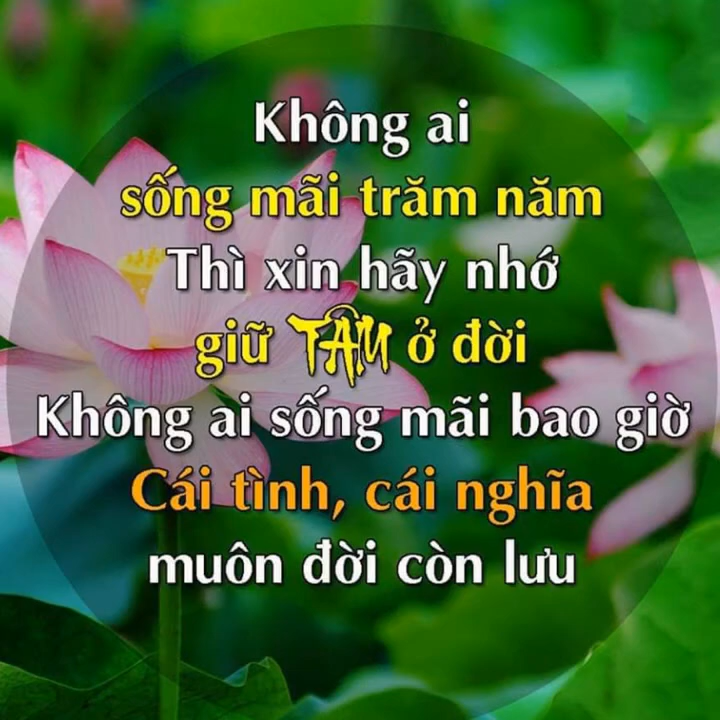 Không ai
sống mãi trăm năm
Thì xin hãy nhớ
giữ TÂM ở đời
Không ai sống mãi bao giờ
Cái tình, cái nghĩa
muôn đời còn lưu